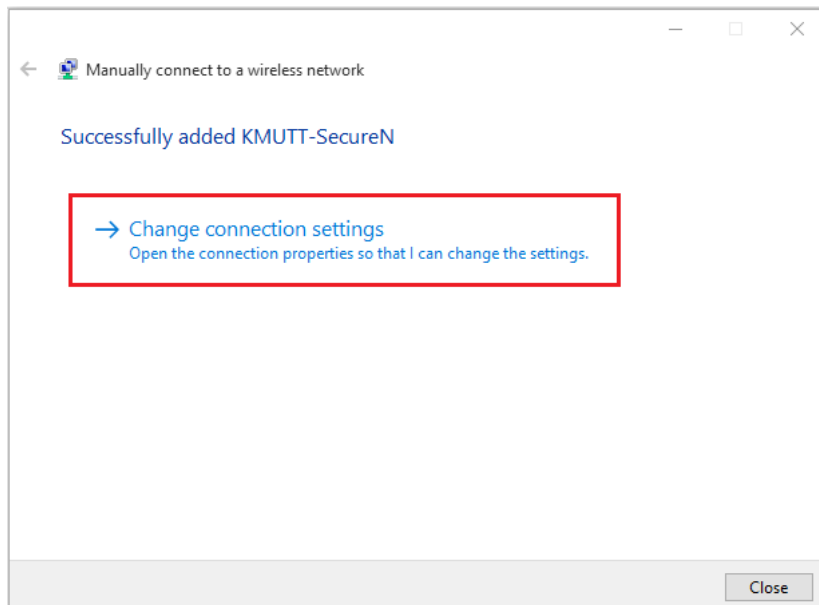 Manually connect to a wireless network
Successfully added KMUTT-SecureN
Change connection settings
Open the connection properties so that I can change the settings.
Close